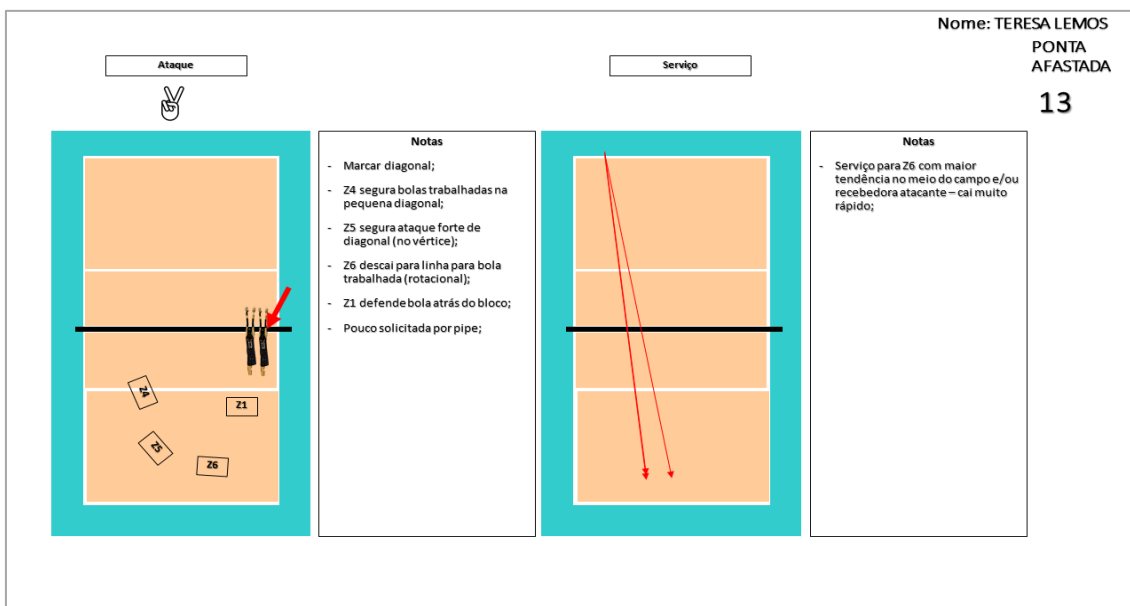 Nome: TERESA LEMOS
PONTA
AFASTADA
13
Ataque
Serviço
Notas
- Marcar diagonal;
- Z4 segura bolas trabalhadas na
pequena diagonal;
- Z5 segura ataque forte de
diagonal (no vértice);
- Z6 descai para linha para bola
trabalhada (rotacional);
- Z1 defende bola atrás do bloco;
- Pouco solicitada por pipe;
Z4
Z1
Z5
Z6
Notas
- Serviço para Z6 com maior
tendência no meio do campo e/ou
recebedora atacante – cai muito
rápido;